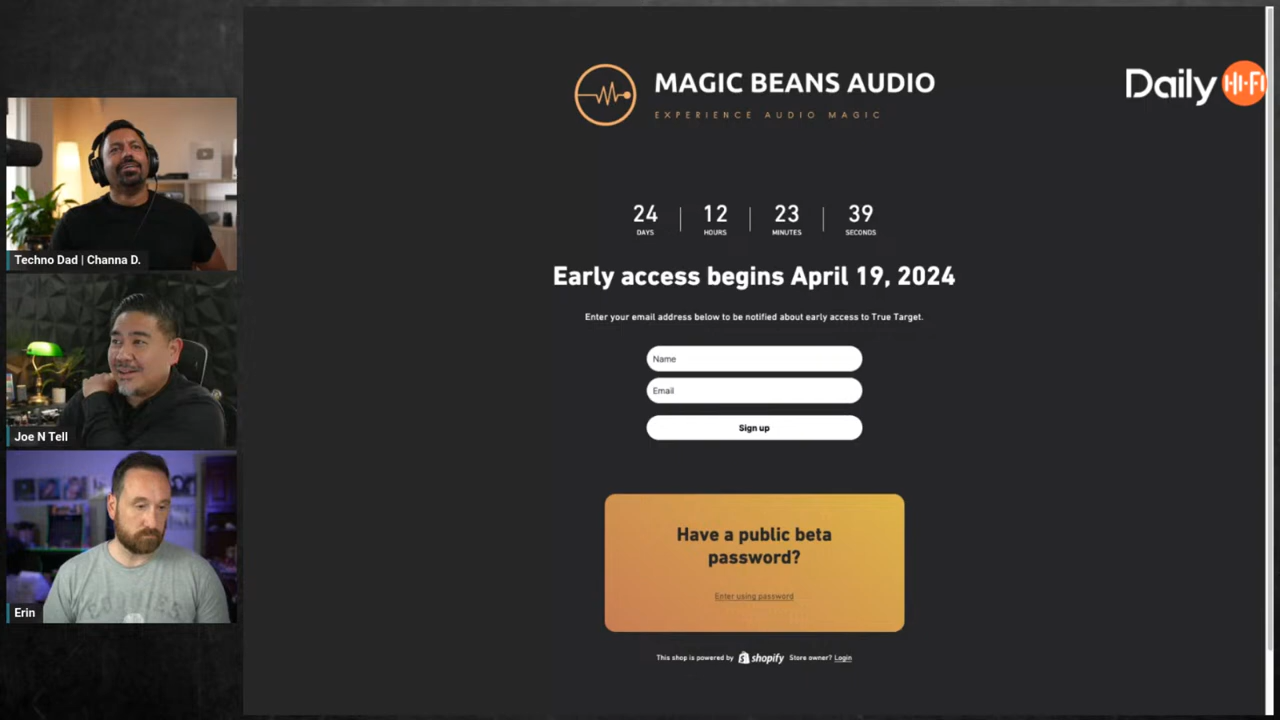 MAGIC BEANS AUDIO
EXPERIENCE AUDIO MAGIC
Daily HI-FI
24 12 23 39
DAYS HOURS MINUTES SECONDS
Early access begins April 19, 2024
Enter your email address below to be notified about early access to True Target.
Name
Email
Sign up
Have a public beta
password?
Enter using password
This shop is powered by shopify Store owner? Login
Techno Dad | Channa D.
Joe N Tell
Erin